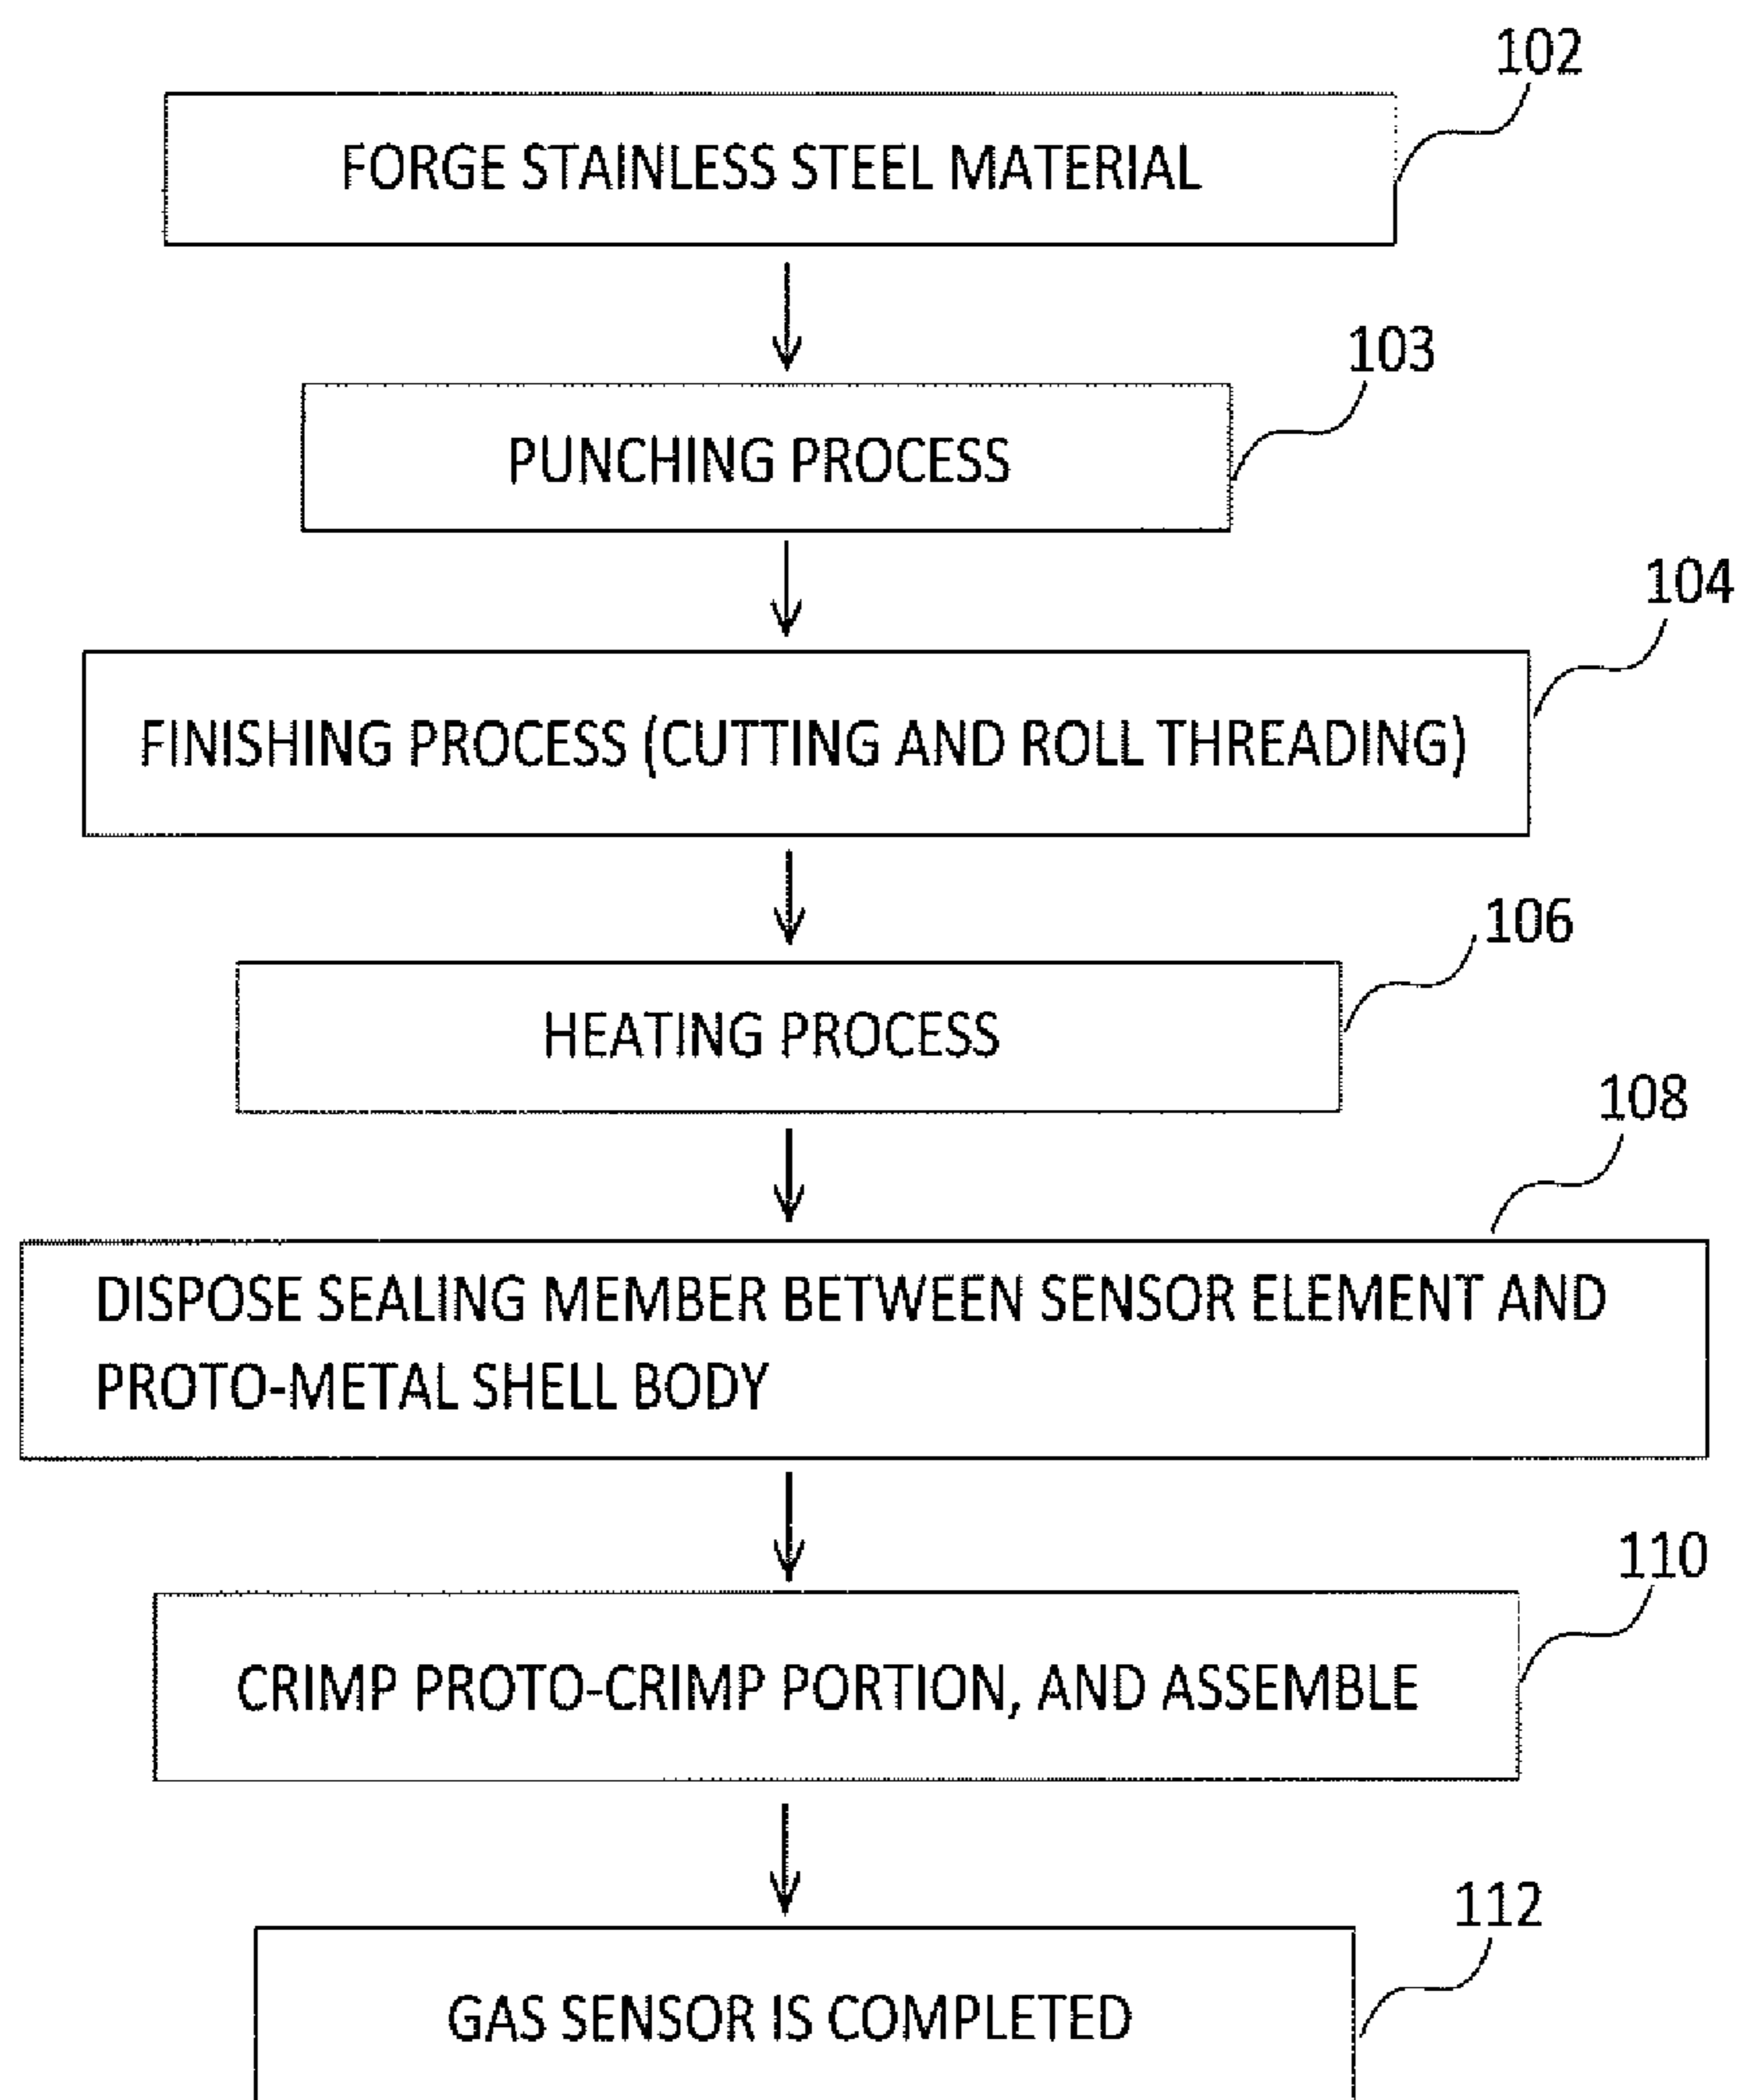 102
FORGE STAINLESS STEEL MATERIAL
103
PUNCHING PROCESS
104
FINISHING PROCESS (CUTTING AND ROLL THREADING)
106
HEATING PROCESS
108
DISPOSE SEALING MEMBER BETWEEN SENSOR ELEMENT AND
PROTO-METAL SHELL BODY
110
CRIMP PROTO-CRIMP PORTION, AND ASSEMBLE
112
GAS SENSOR IS COMPLETED